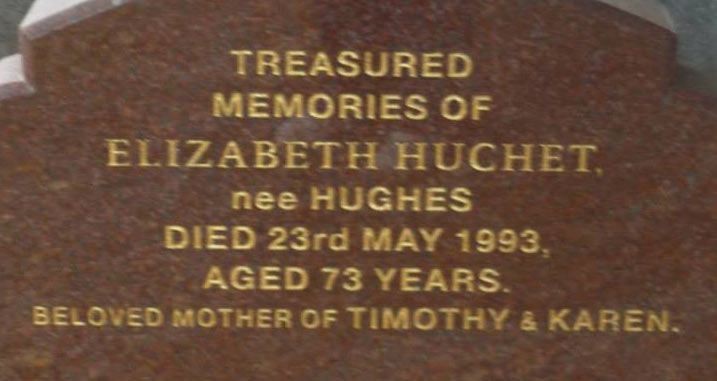 TREASURED
MEMORIES OF
ELIZABETH HUCHET,
nee HUGHES
DIED 23rd MAY 1993,
AGED 73 YEARS.
BELOVED MOTHER OF TIMOTHY & KAREN.